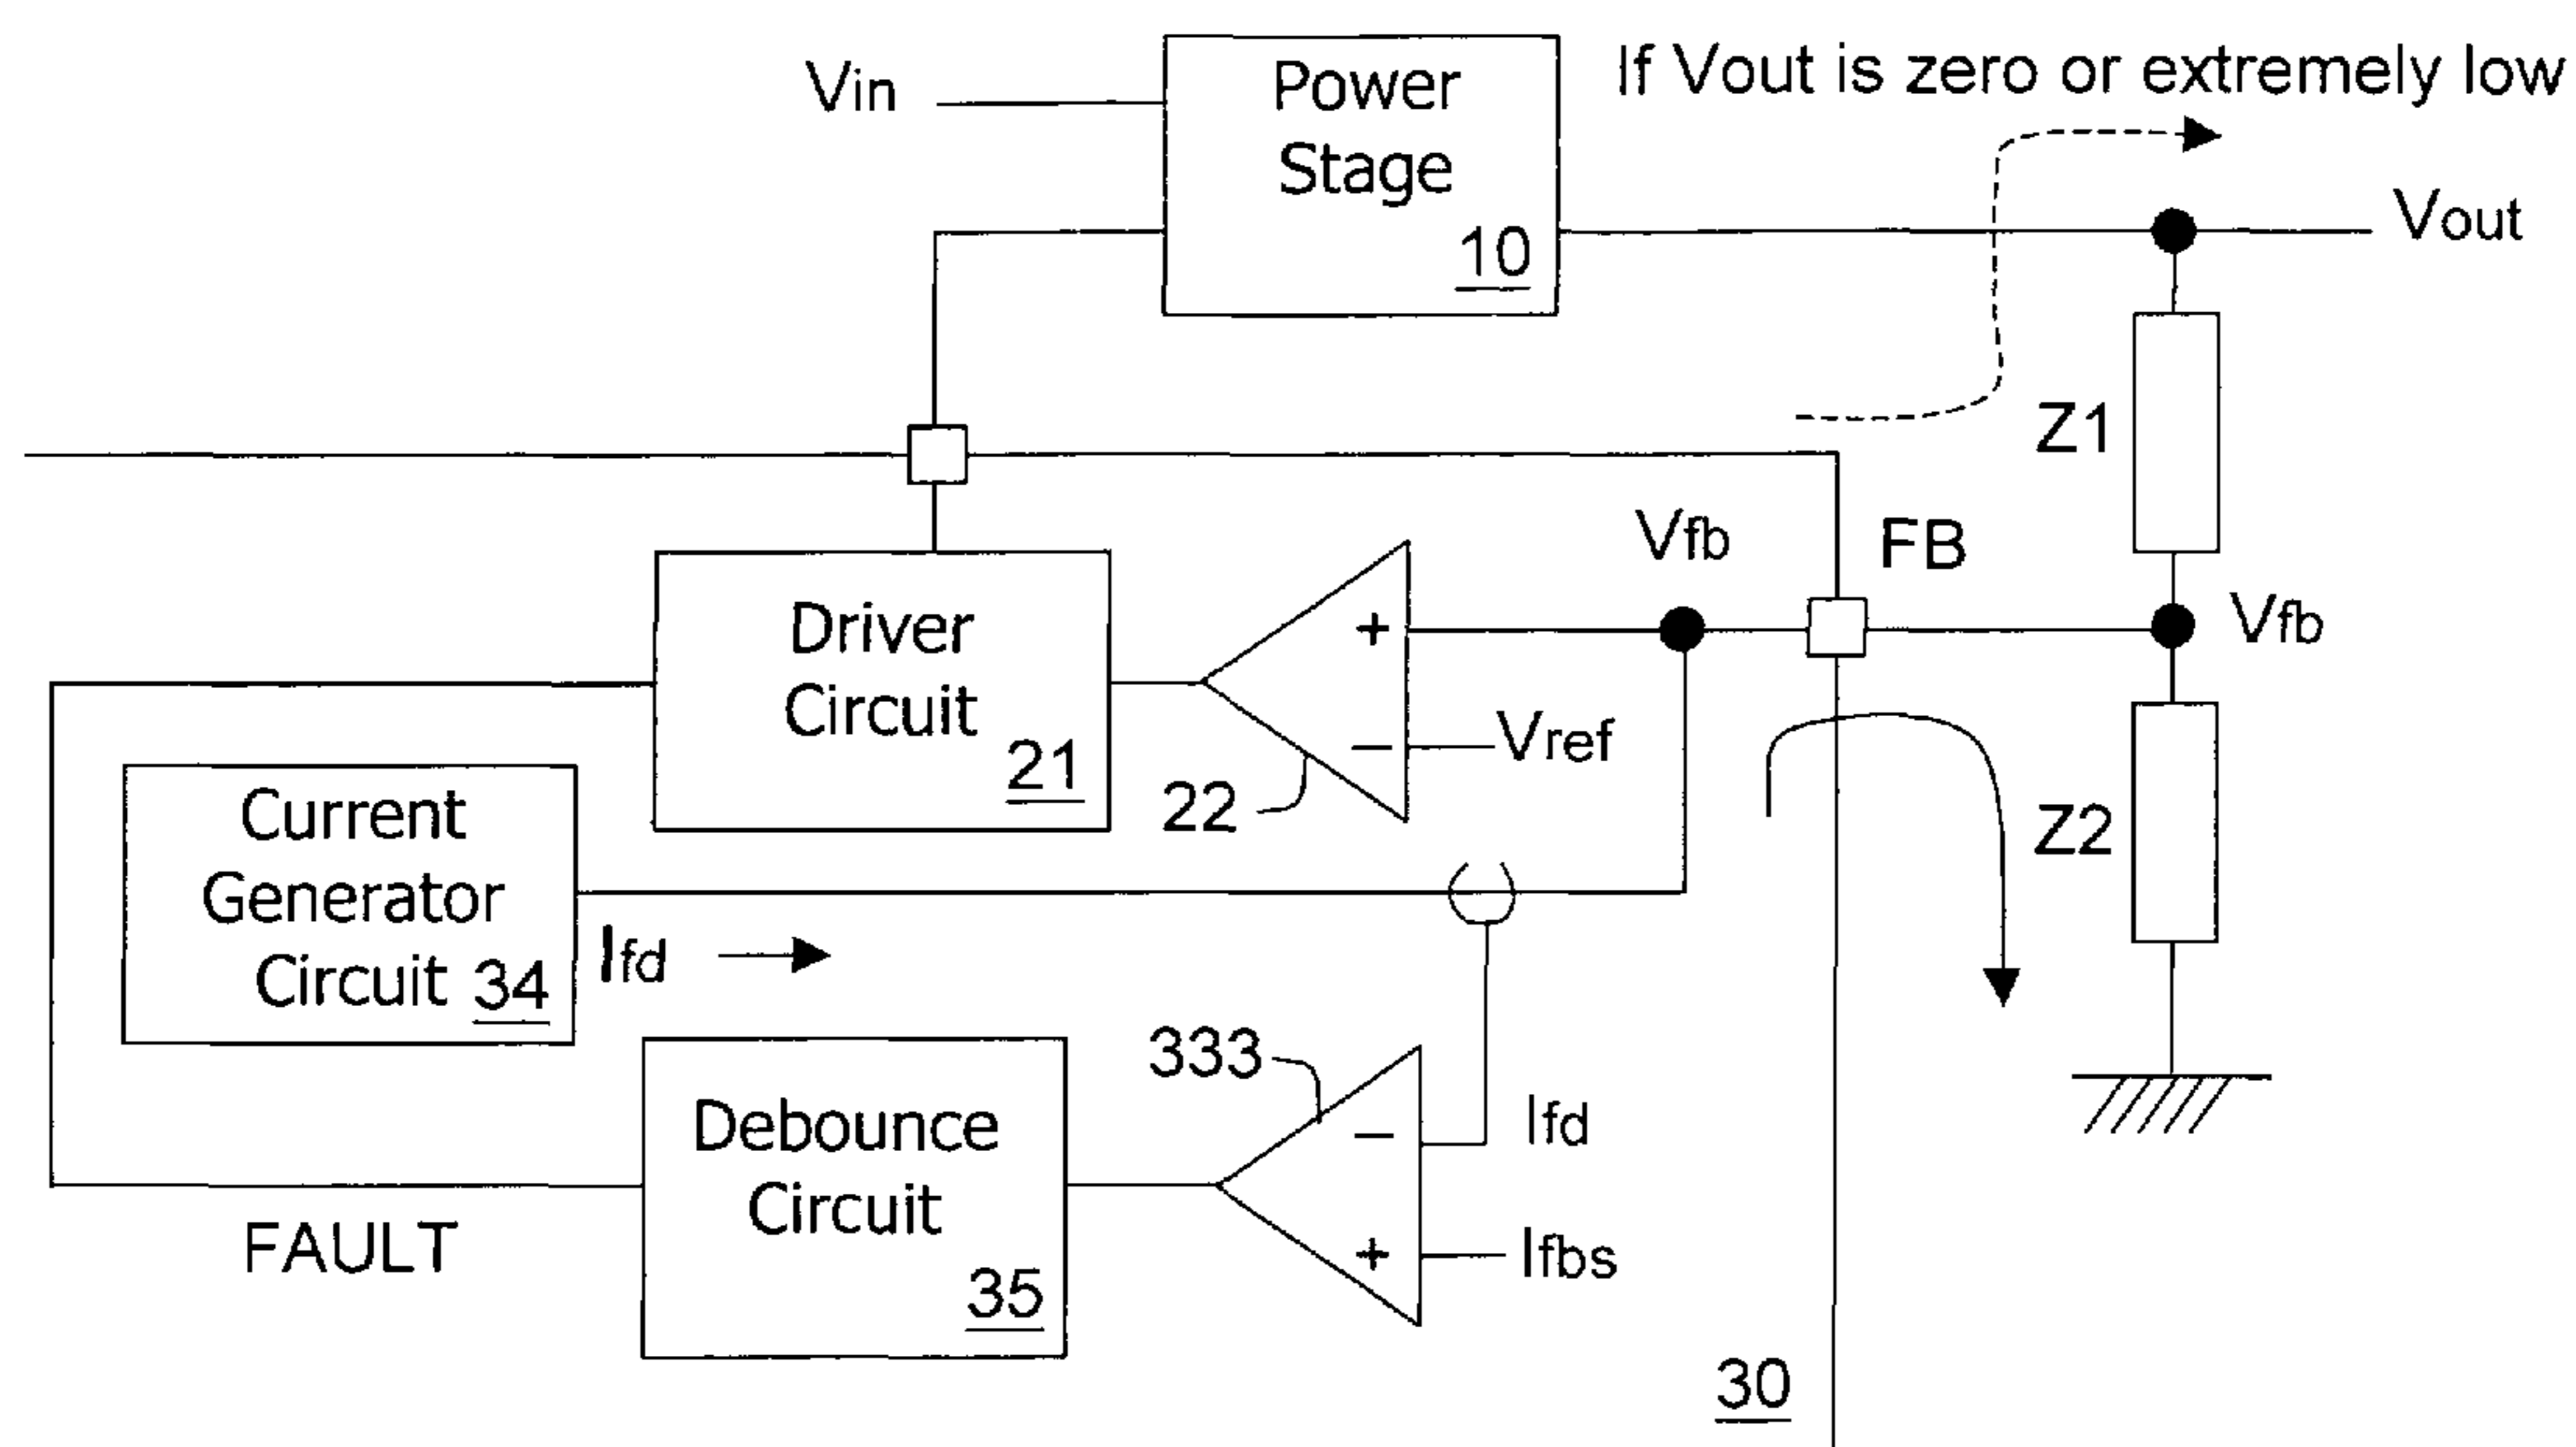 Vin
Power
Stage
10
If Vout is zero or extremely low
Vout
Z1
Vfb
FB
Vfb
Driver
Circuit
21
+
−
Vref
22
Z2
Current
Generator
Circuit 34
Ifd
333
Debounce
Circuit
35
−
Ifd
+
Ifbs
FAULT
30